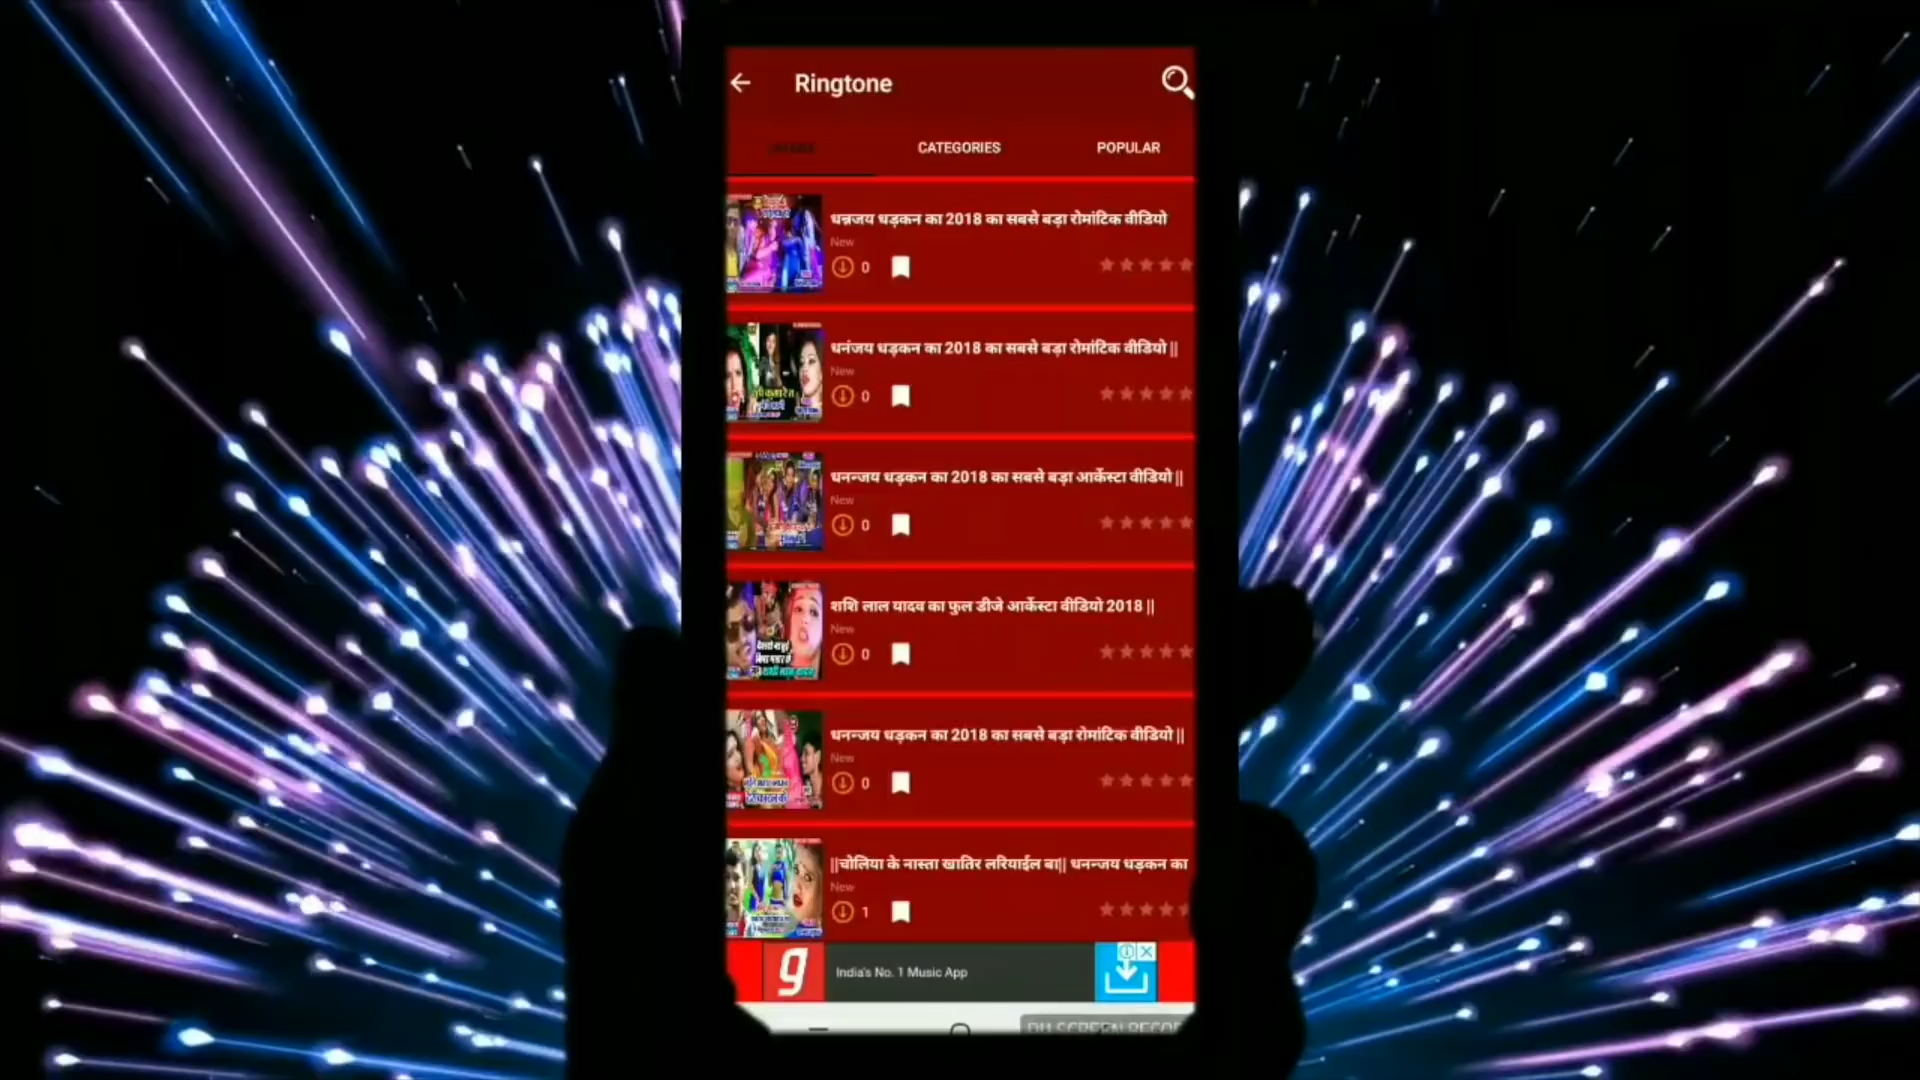 Ringtone
CATEGORIES
POPULAR
धन्नजय धड़कन का 2018 का सबसे बड़ा रोमांटिक वीडियो
New
0
धनंजय धड़कन का 2018 का सबसे बड़ा रोमांटिक वीडियो ||
New
0
धनन्जय धड़कन का 2018 का सबसे बड़ा आर्केस्टा वीडियो ||
New
0
शशि लाल यादव का फुल डीजे आर्केस्टा वीडियो 2018 ||
New
0
धनन्जय धड़कन का 2018 का सबसे बड़ा रोमांटिक वीडियो ||
New
0
||चोलिया के नास्ता खातिर लरियाईल बा|| धनन्जय धड़कन का
New
1
g
India's No. 1 Music App